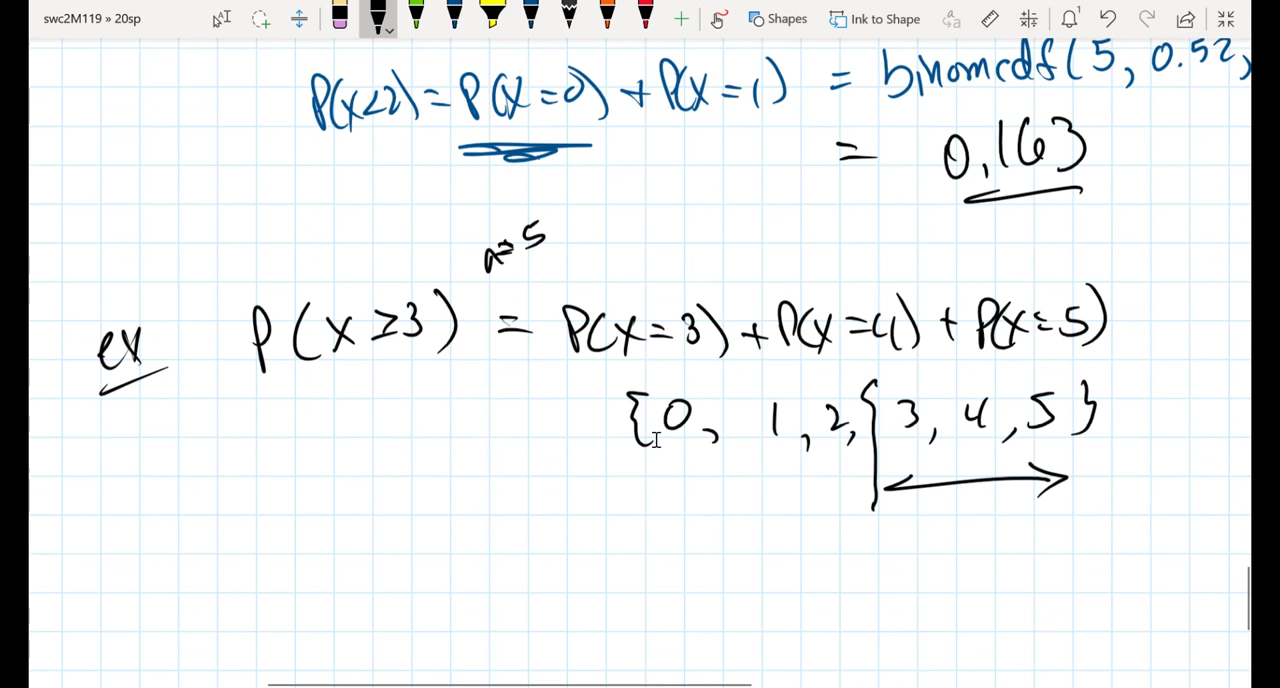 swc2M119 » 20sp
Shapes
Ink to Shape
P(X<2) = P(X=0) + P(X=1) = binomcdf(5, 0.52,
= 0.163
n=5
ex P(X≥3) = P(X=3) + P(X=4) + P(X=5)
{0, 1, 2, { 3, 4, 5}